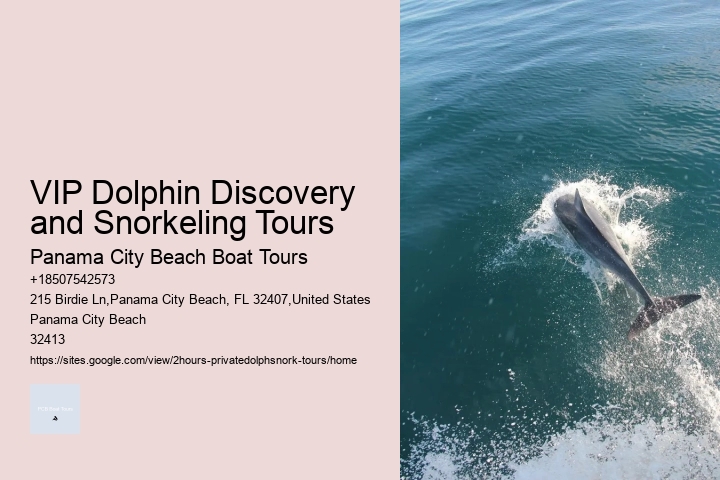 VIP Dolphin Discovery
and Snorkeling Tours
Panama City Beach Boat Tours
+18507542573
215 Birdie Ln,Panama City Beach, FL 32407,United States
Panama City Beach
32413
https://sites.google.com/view/2hours-privatedolphsnork-tours/home